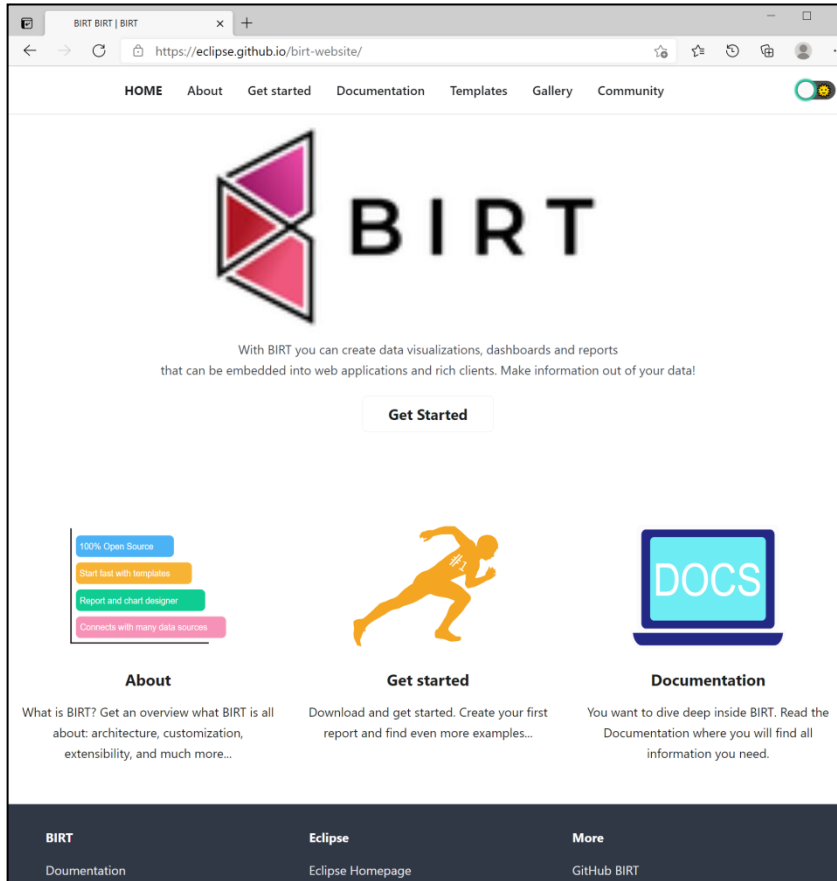 BIRT BIRT | BIRT
https://eclipse.github.io/birt-website/
HOME About Get started Documentation Templates Gallery Community
BIRT
With BIRT you can create data visualizations, dashboards and reports
that can be embedded into web applications and rich clients. Make information out of your data!
Get Started
100% Open Source
Start fast with templates
Report and chart designer
Connects with many data sources
#1
DOCS
About
What is BIRT? Get an overview what BIRT is all
about: architecture, customization,
extensibility, and much more...
Get started
Download and get started. Create your first
report and find even more examples...
Documentation
You want to dive deep inside BIRT. Read the
Documentation where you will find all
information you need.
BIRT
Doumentation
Eclipse
Eclipse Homepage
More
GitHub BIRT